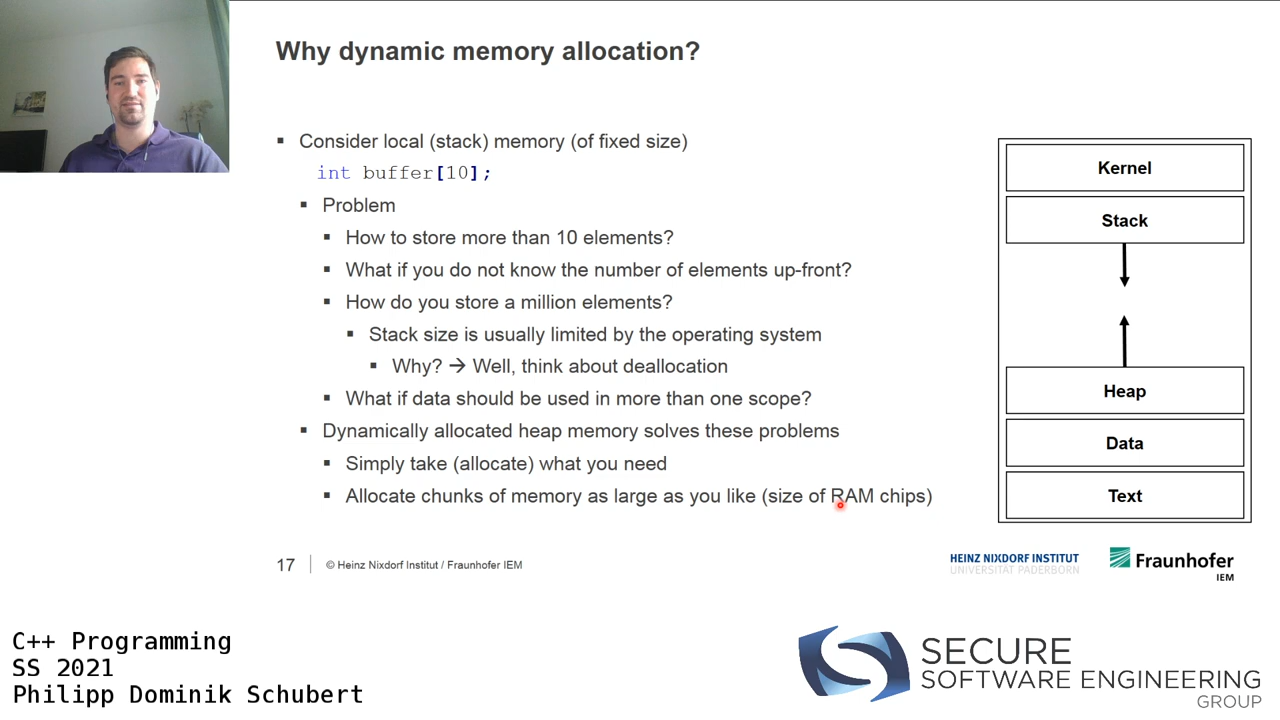 Why dynamic memory allocation?
▪ Consider local (stack) memory (of fixed size)
int buffer[10];
▪ Problem
▪ How to store more than 10 elements?
▪ What if you do not know the number of elements up-front?
▪ How do you store a million elements?
▪ Stack size is usually limited by the operating system
▪ Why? → Well, think about deallocation
▪ What if data should be used in more than one scope?
▪ Dynamically allocated heap memory solves these problems
▪ Simply take (allocate) what you need
▪ Allocate chunks of memory as large as you like (size of RAM chips)
Kernel
Stack
Heap
Data
Text
17 | © Heinz Nixdorf Institut / Fraunhofer IEM
HEINZ NIXDORF INSTITUT
UNIVERSITÄT PADERBORN
Fraunhofer
IEM
C++ Programming
SS 2021
Philipp Dominik Schubert
SECURE
SOFTWARE ENGINEERING
GROUP